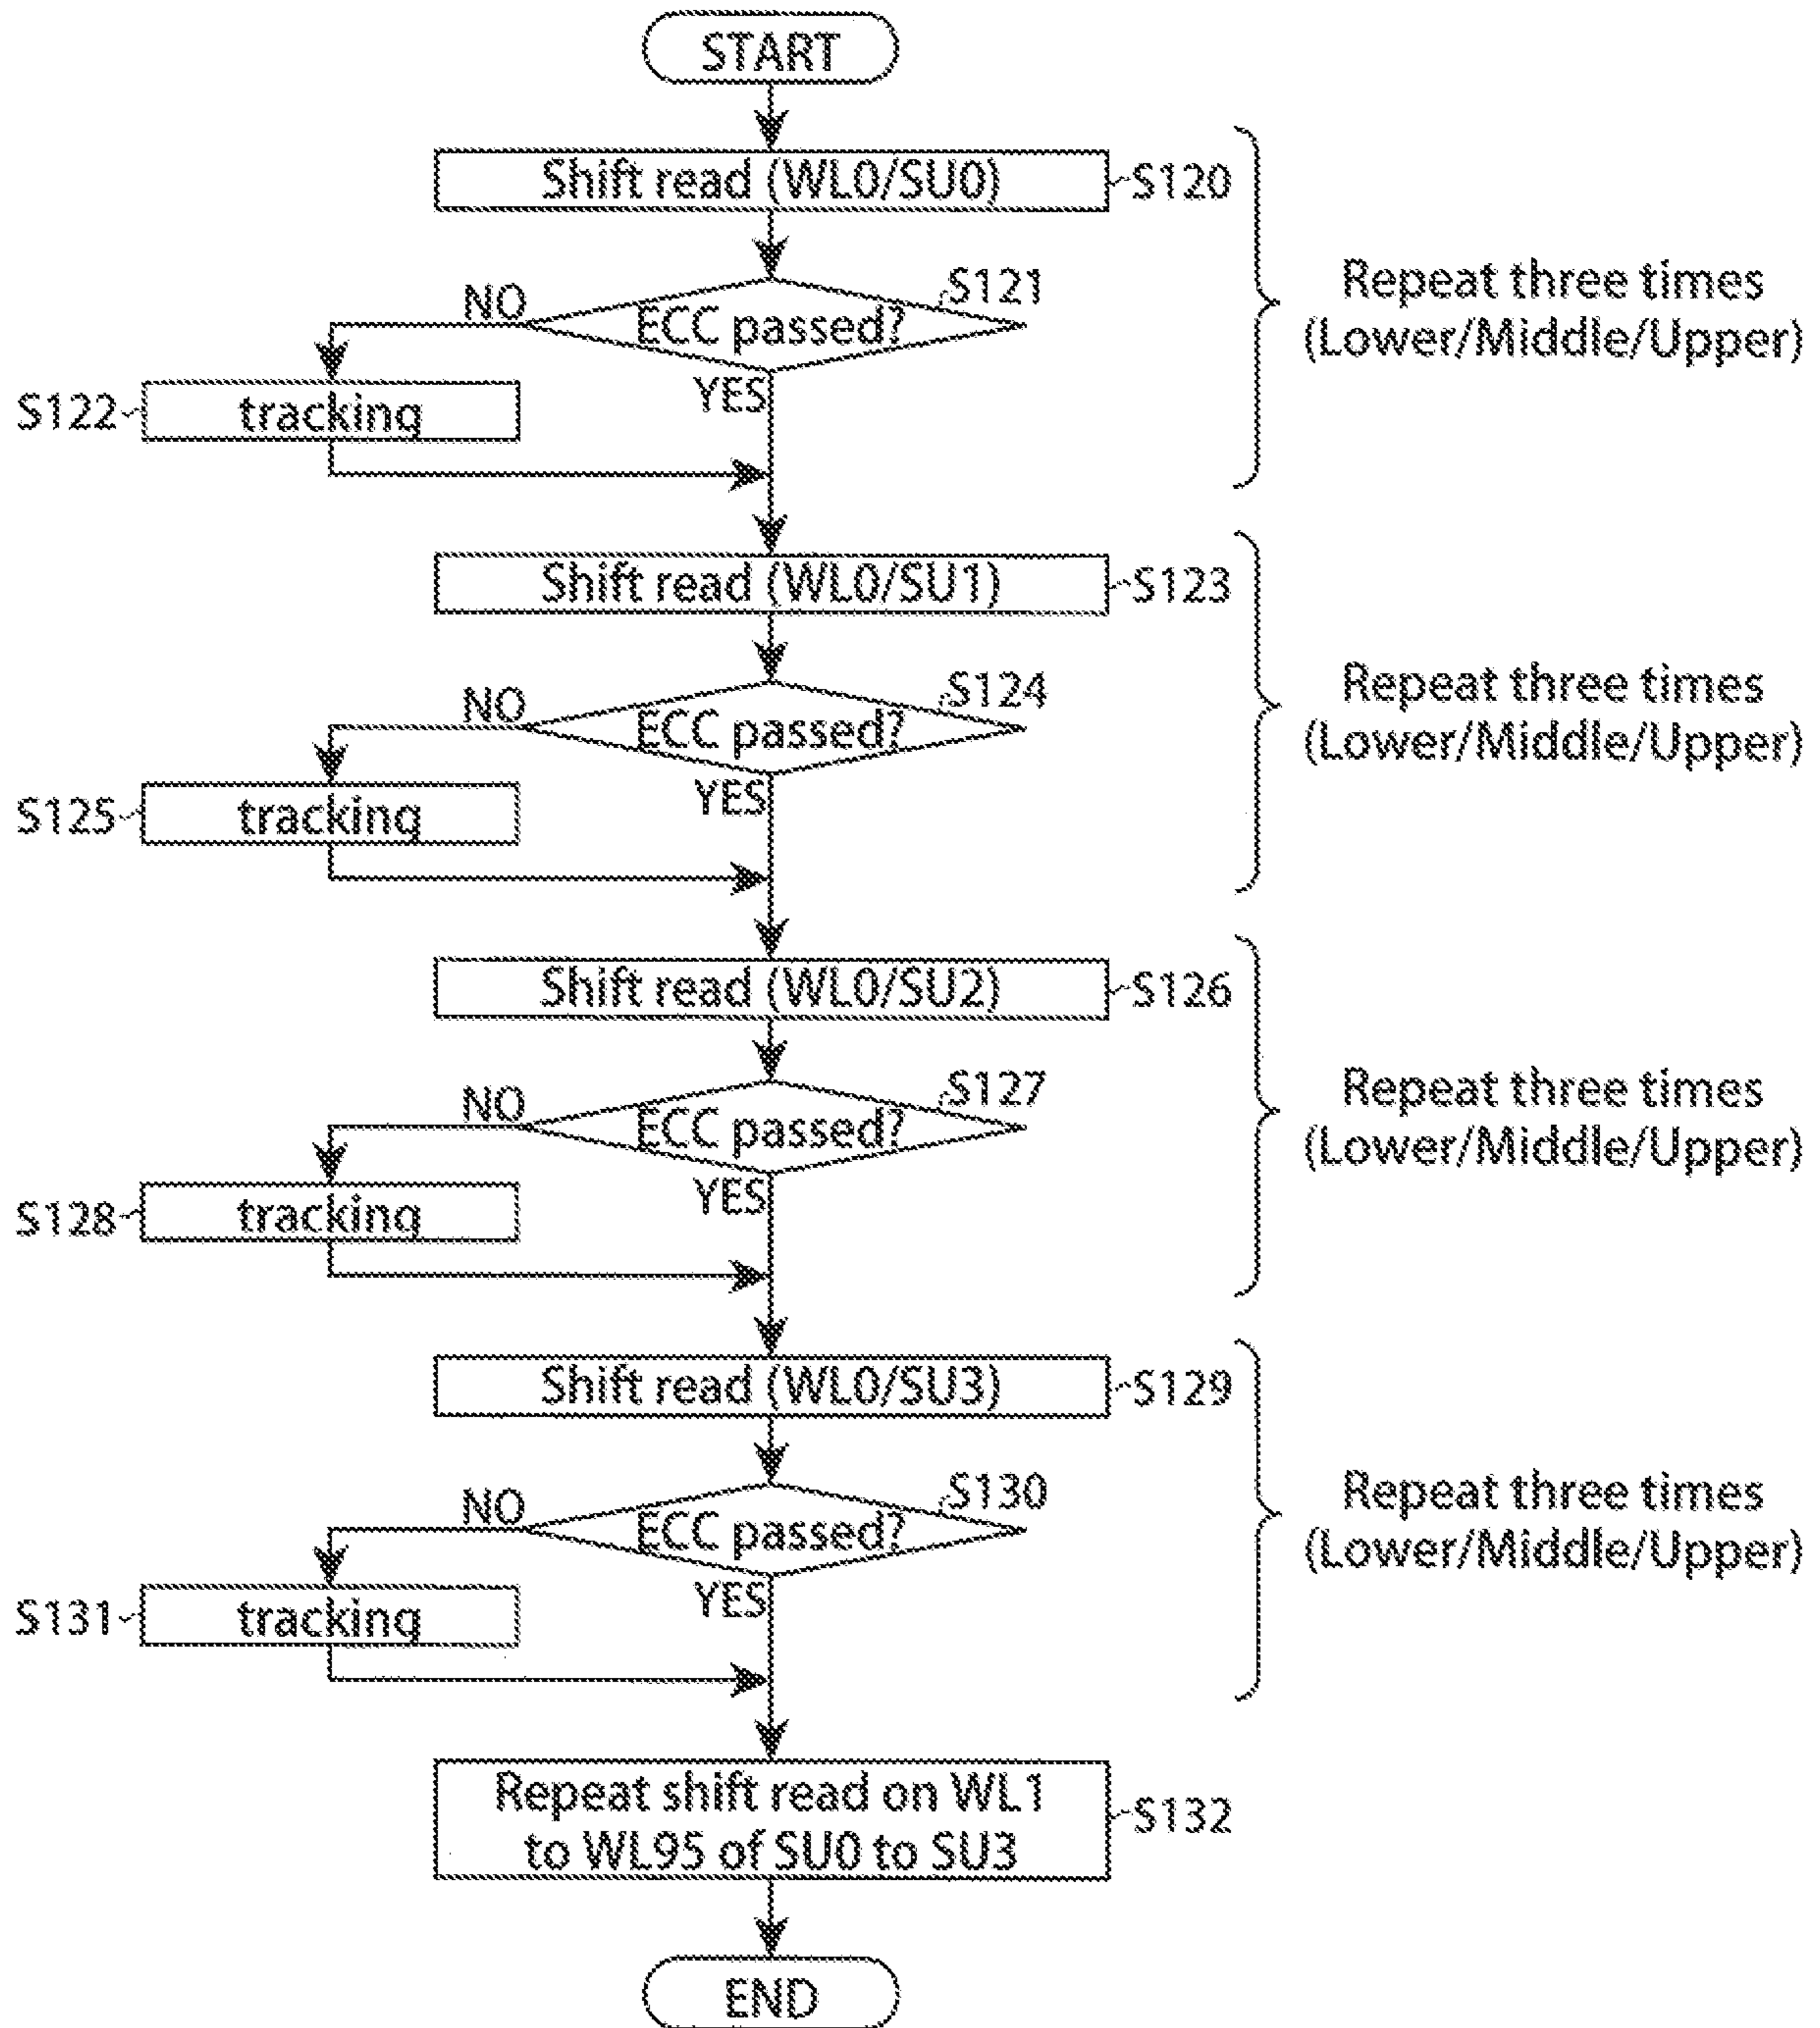 START
Shift read (WL0/SU0)
S120
S121
NO
ECC passed?
YES
S122
tracking
Repeat three times
(Lower/Middle/Upper)
Shift read (WL0/SU1)
S123
S124
NO
ECC passed?
YES
S125
tracking
Repeat three times
(Lower/Middle/Upper)
Shift read (WL0/SU2)
S126
S127
NO
ECC passed?
YES
S128
tracking
Repeat three times
(Lower/Middle/Upper)
Shift read (WL0/SU3)
S129
S130
NO
ECC passed?
YES
S131
tracking
Repeat three times
(Lower/Middle/Upper)
Repeat shift read on WL1
to WL95 of SU0 to SU3
S132
END